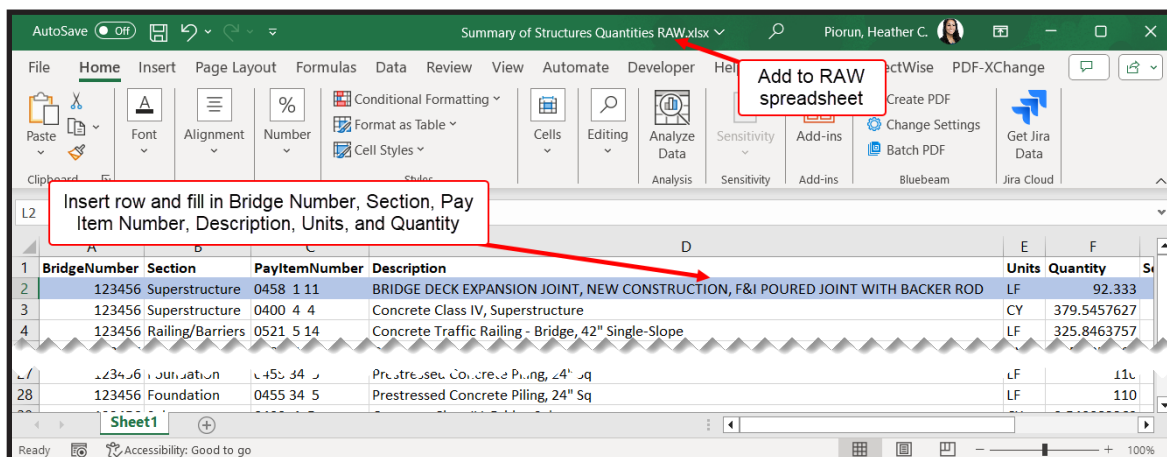 AutoSave Off Summary of Structures Quantities RAW.xlsx Piorun, Heather C.
File Home Insert Page Layout Formulas Data Review View Automate Developer PDF-XChange
Add to RAW
spreadsheet
Paste Font Alignment Number Conditional Formatting Format as Table Cell Styles Cells Editing Analyze Data Sensitivity Add-ins Create PDF Change Settings Batch PDF Get Jira Data
Analysis Sensitivity Add-ins Bluebeam Jira Cloud
Insert row and fill in Bridge Number, Section, Pay
Item Number, Description, Units, and Quantity
L2
D E F
1 BridgeNumber Section PayItemNumber Description Units Quantity
2 123456 Superstructure 0458 1 11 BRIDGE DECK EXPANSION JOINT, NEW CONSTRUCTION, F&I POURED JOINT WITH BACKER ROD LF 92.333
3 123456 Superstructure 0400 4 4 Concrete Class IV, Superstructure CY 379.5457627
4 123456 Railing/Barriers 0521 5 14 Concrete Traffic Railing - Bridge, 42" Single-Slope LF 325.8463757
28 123456 Foundation 0455 34 5 Prestressed Concrete Piling, 24" Sq LF 110
Sheet1
Ready Accessibility: Good to go 100%